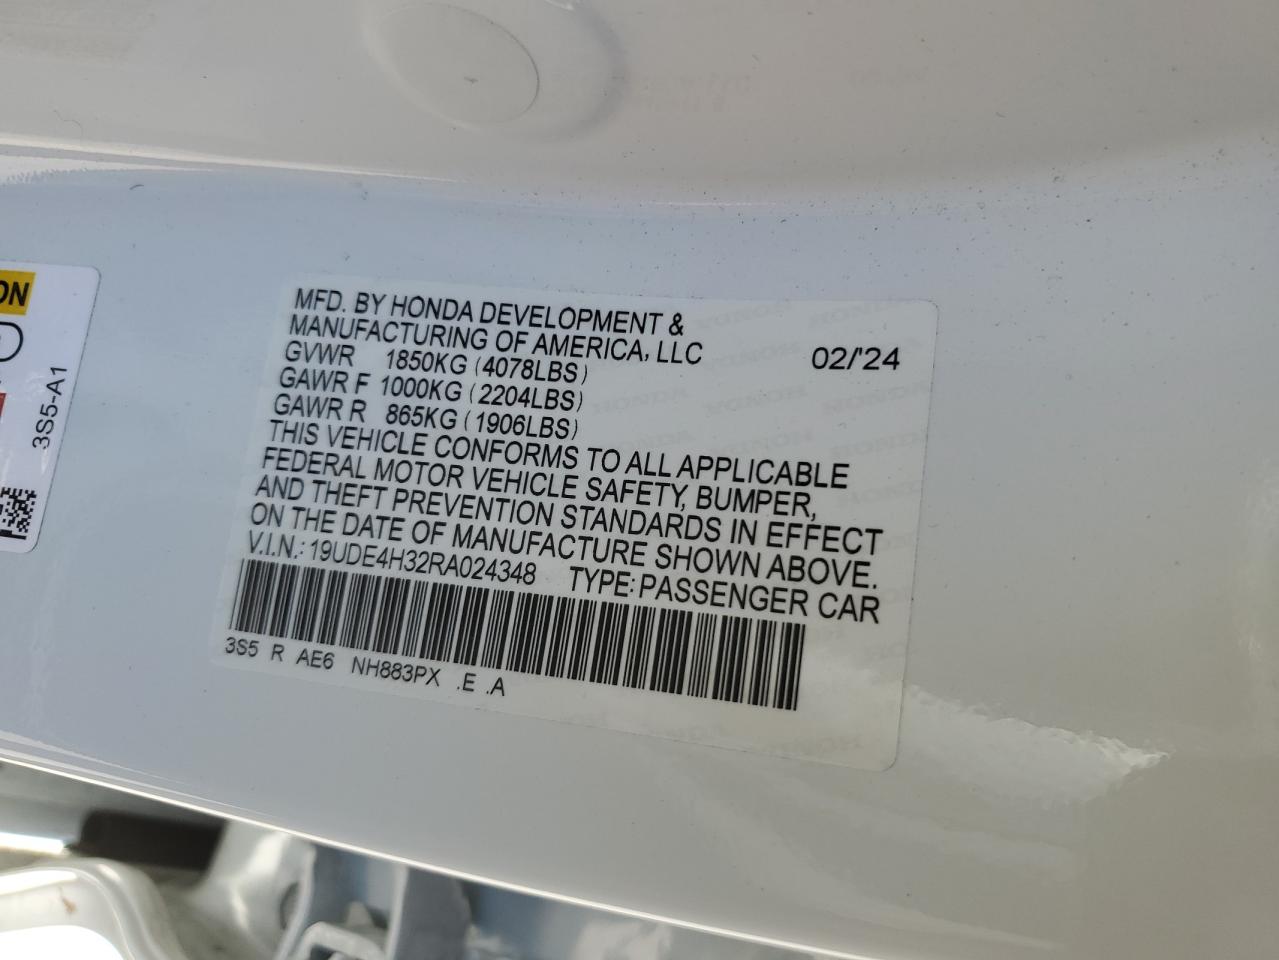 MFD. BY HONDA DEVELOPMENT &
MANUFACTURING OF AMERICA, LLC 02/'24
GVWR 1850KG (4078LBS)
GAWR F 1000KG (2204LBS)
GAWR R 865KG (1906LBS)
THIS VEHICLE CONFORMS TO ALL APPLICABLE
FEDERAL MOTOR VEHICLE SAFETY, BUMPER,
AND THEFT PREVENTION STANDARDS IN EFFECT
ON THE DATE OF MANUFACTURE SHOWN ABOVE.
V.I.N.: 19UDE4H32RA024348 TYPE: PASSENGER CAR
3S5 R AE6 NH883PX .E .A
3S5-A1